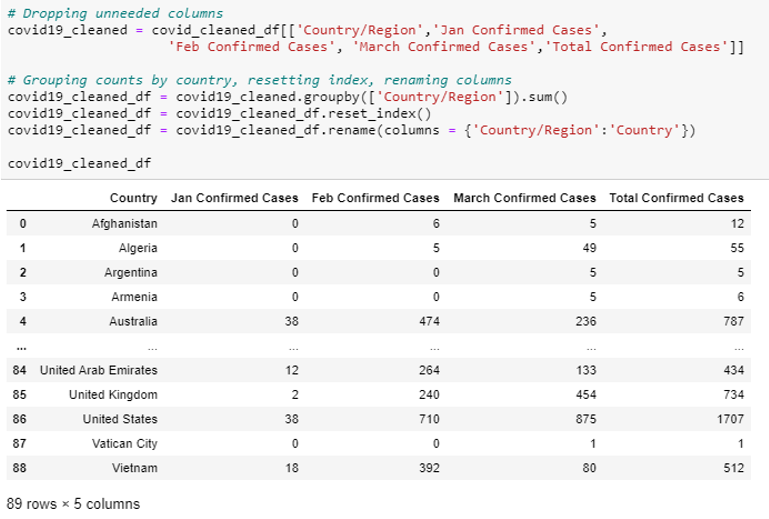 # Dropping unneeded columns
covid19_cleaned = covid_cleaned_df[['Country/Region','Jan Confirmed Cases',
'Feb Confirmed Cases', 'March Confirmed Cases','Total Confirmed Cases']]
# Grouping counts by country, resetting index, renaming columns
covid19_cleaned_df = covid19_cleaned.groupby(['Country/Region']).sum()
covid19_cleaned_df = covid19_cleaned_df.reset_index()
covid19_cleaned_df = covid19_cleaned_df.rename(columns = {'Country/Region':'Country'})
covid19_cleaned_df
Country Jan Confirmed Cases Feb Confirmed Cases March Confirmed Cases Total Confirmed Cases
0 Afghanistan 0 6 5 12
1 Algeria 0 5 49 55
2 Argentina 0 0 5 5
3 Armenia 0 0 5 6
4 Australia 38 474 236 787
... ... ... ... ... ...
84 United Arab Emirates 12 264 133 434
85 United Kingdom 2 240 454 734
86 United States 38 710 875 1707
87 Vatican City 0 0 1 1
88 Vietnam 18 392 80 512
89 rows × 5 columns